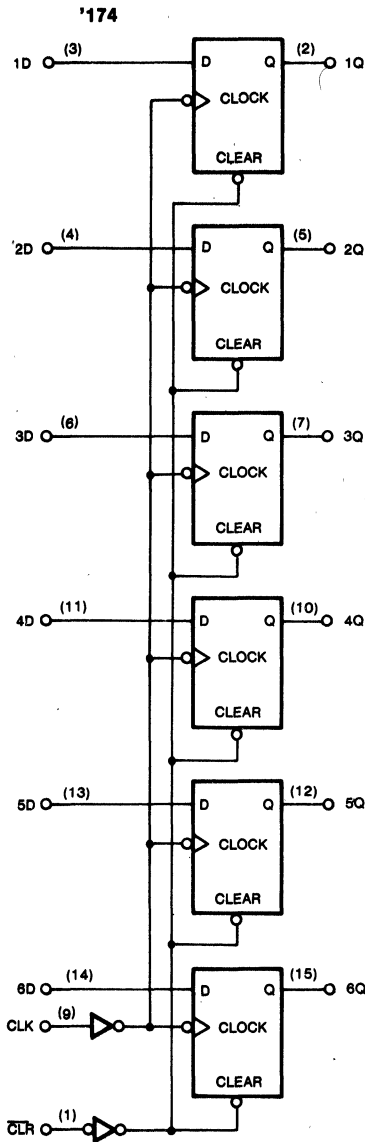 '174
1D (3) D Q (2) 1Q
CLOCK
CLEAR
2D (4) D Q (5) 2Q
CLOCK
CLEAR
3D (6) D Q (7) 3Q
CLOCK
CLEAR
4D (11) D Q (10) 4Q
CLOCK
CLEAR
5D (13) D Q (12) 5Q
CLOCK
CLEAR
6D (14) D Q (15) 6Q
CLK (9) CLOCK
CLEAR
CLR (1)